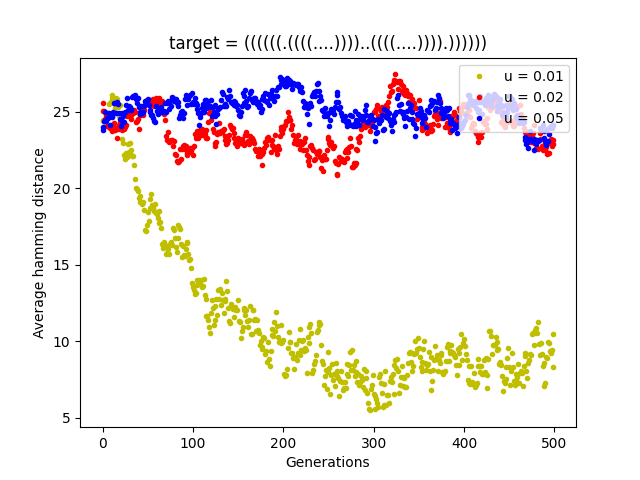 target = ((((((.((((....))))..((((....)))).))))))
Average hamming distance
25
20
15
10
5
0
100
200
300
400
500
Generations
u = 0.01
u = 0.02
u = 0.05